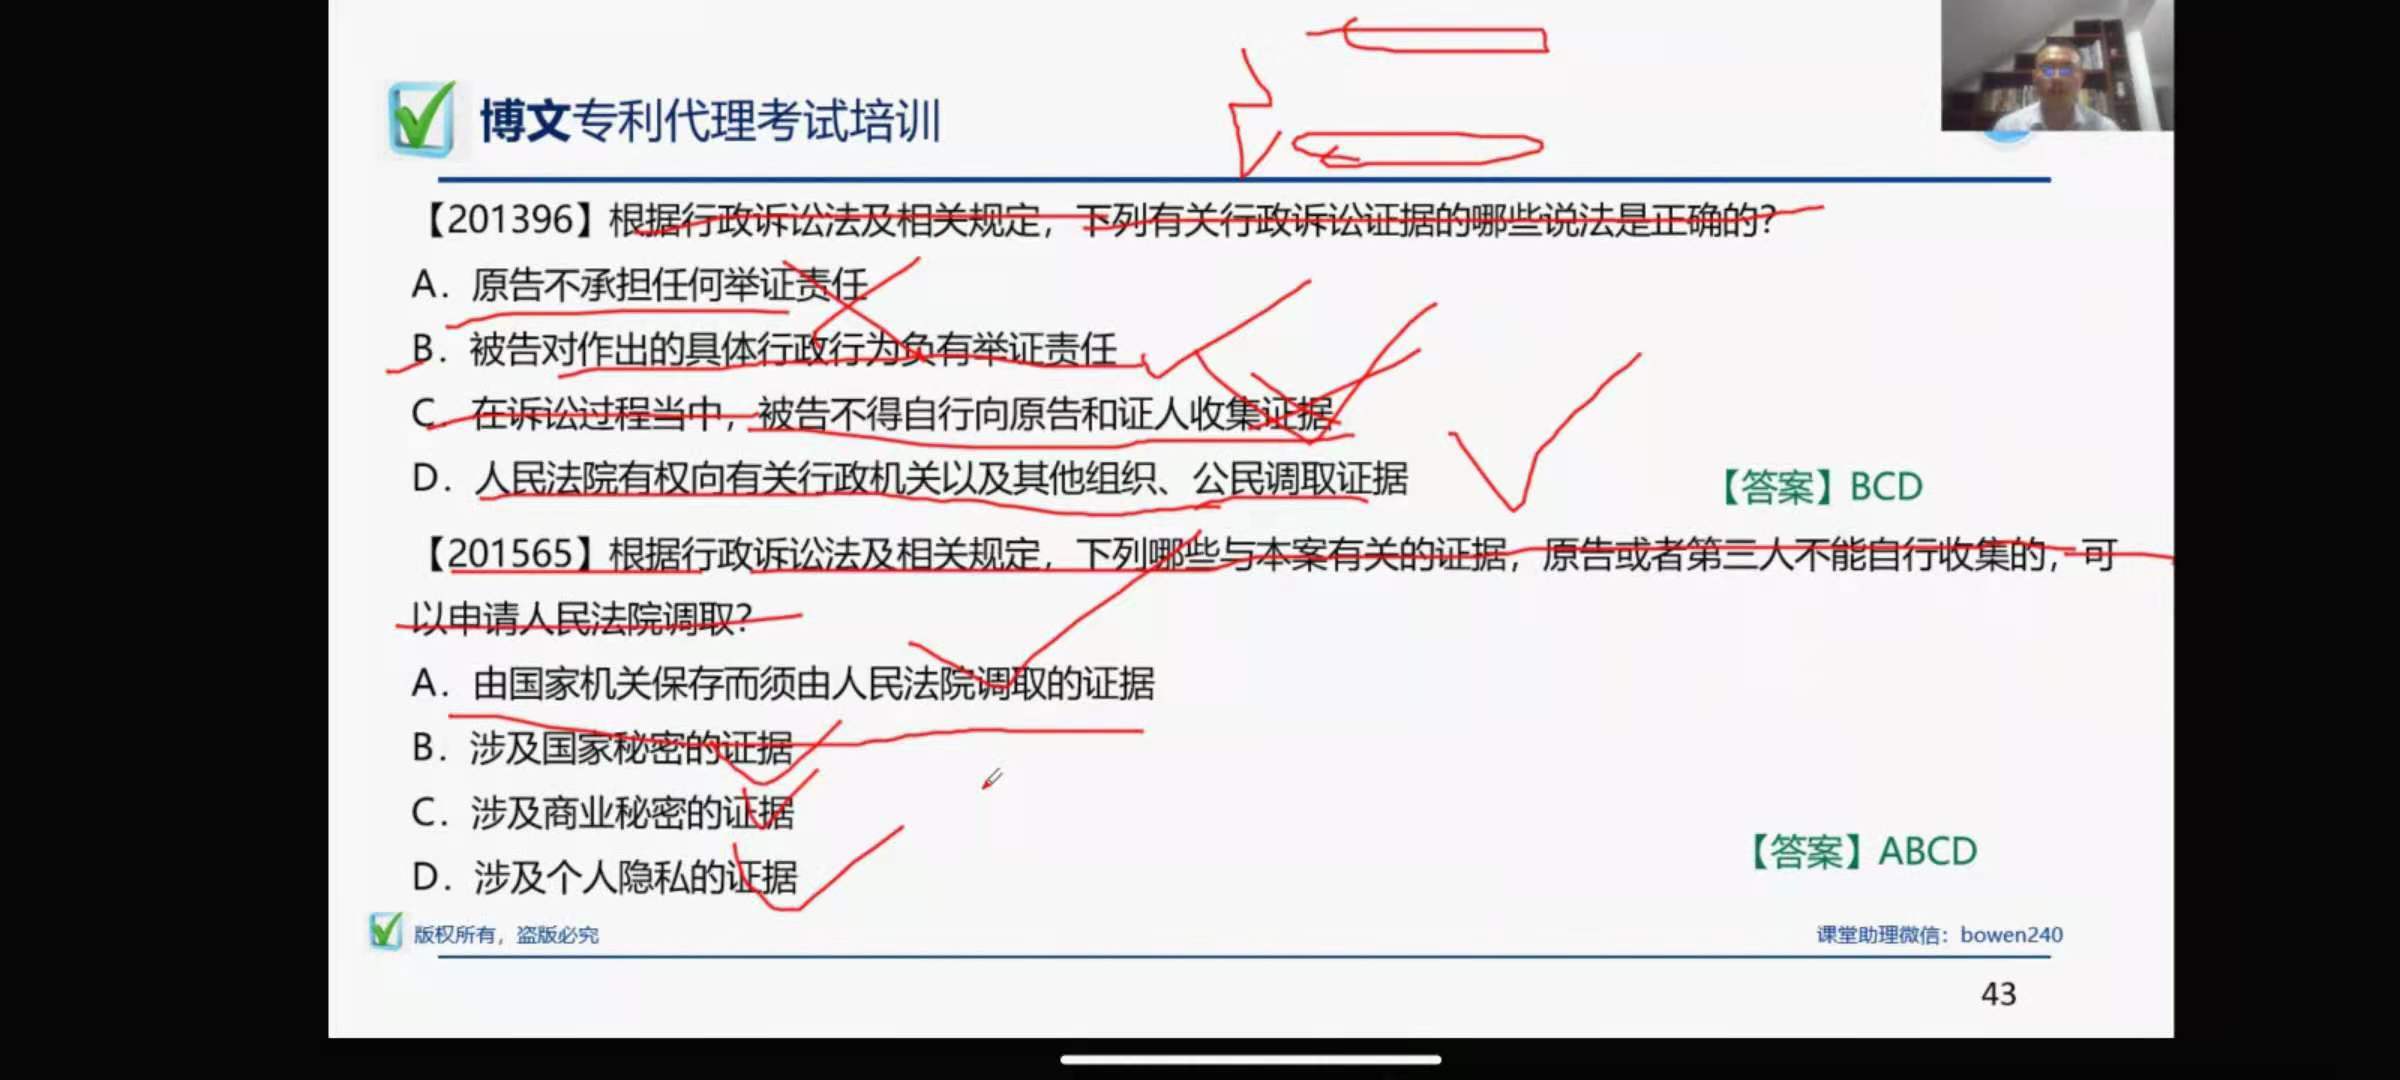 博文专利代理考试培训
【201396】根据行政诉讼法及相关规定，下列有关行政诉讼证据的哪些说法是正确的？
A. 原告不承担任何举证责任
B. 被告对作出的具体行政行为负有举证责任
C. 在诉讼过程当中，被告不得自行向原告和证人收集证据
D. 人民法院有权向有关行政机关以及其他组织、公民调取证据
【答案】BCD
【201565】根据行政诉讼法及相关规定，下列哪些与本案有关的证据，原告或者第三人不能自行收集的，可
以申请人民法院调取？
A. 由国家机关保存而须由人民法院调取的证据
B. 涉及国家秘密的证据
C. 涉及商业秘密的证据
D. 涉及个人隐私的证据
【答案】ABCD
版权所有，盗版必究
课堂助理微信：bowen240
43